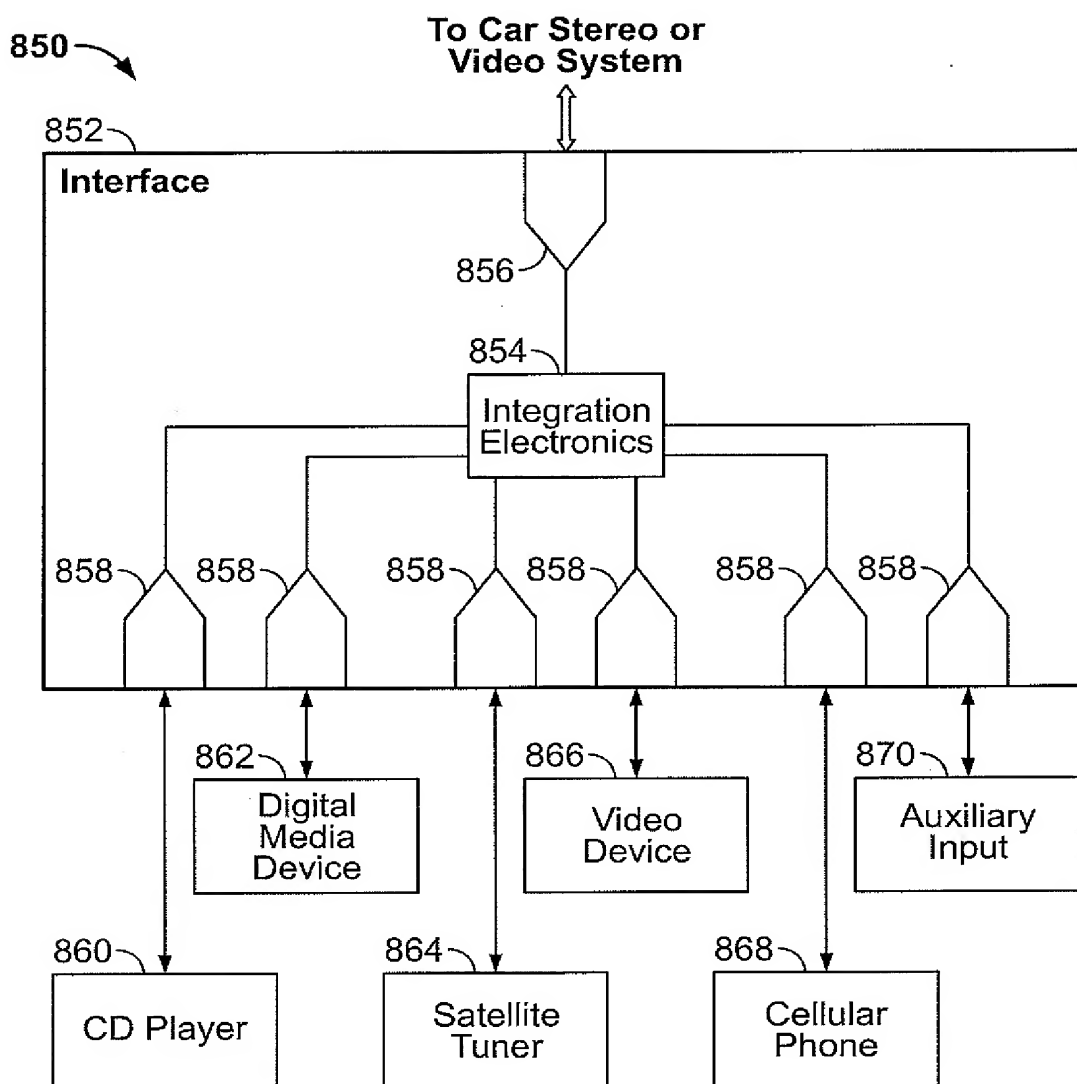 850
To Car Stereo or
Video System
852
Interface
856
854
Integration
Electronics
858
858
858
858
858
858
862
Digital
Media
Device
866
Video
Device
870
Auxiliary
Input
860
CD Player
864
Satellite
Tuner
868
Cellular
Phone